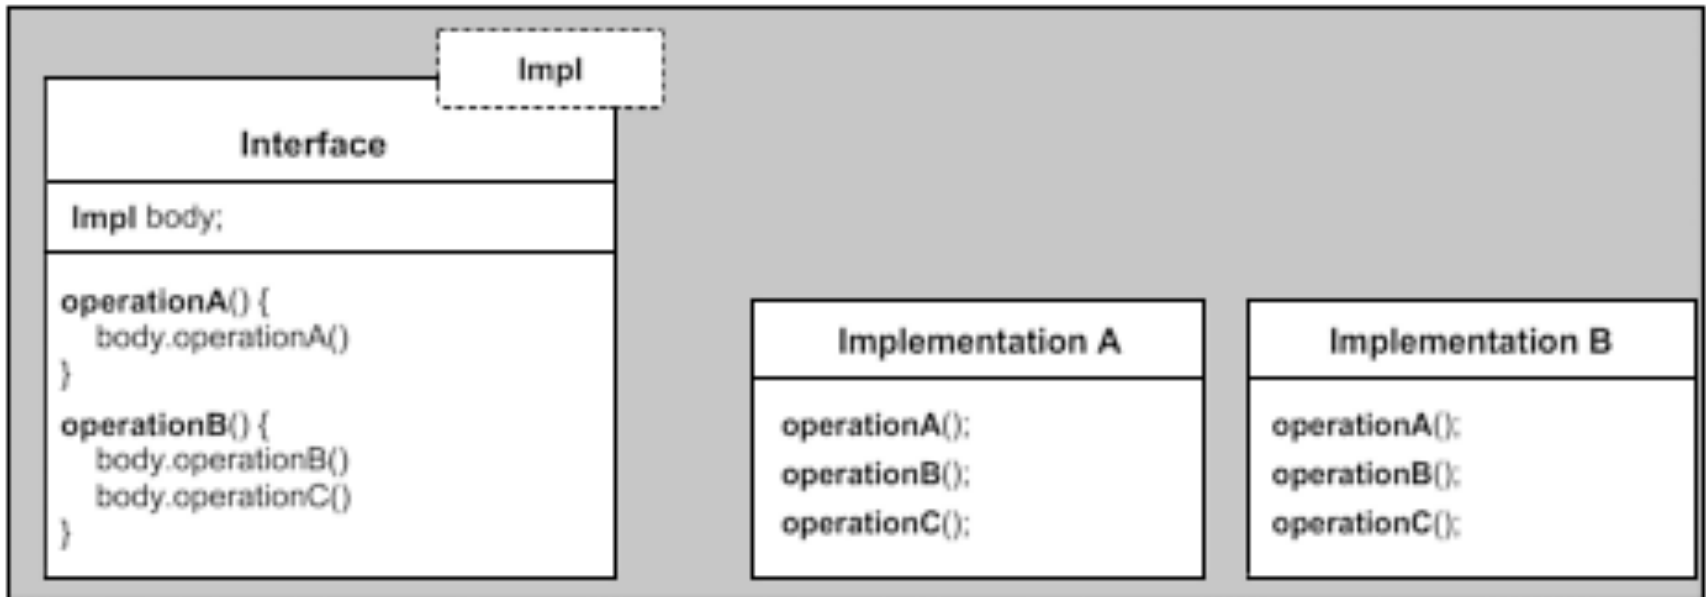 Impl
Interface
Impl body;
operationA() {
body.operationA()
}
operationB() {
body.operationB()
body.operationC()
}
Implementation A
operationA();
operationB();
operationC();
Implementation B
operationA();
operationB();
operationC();